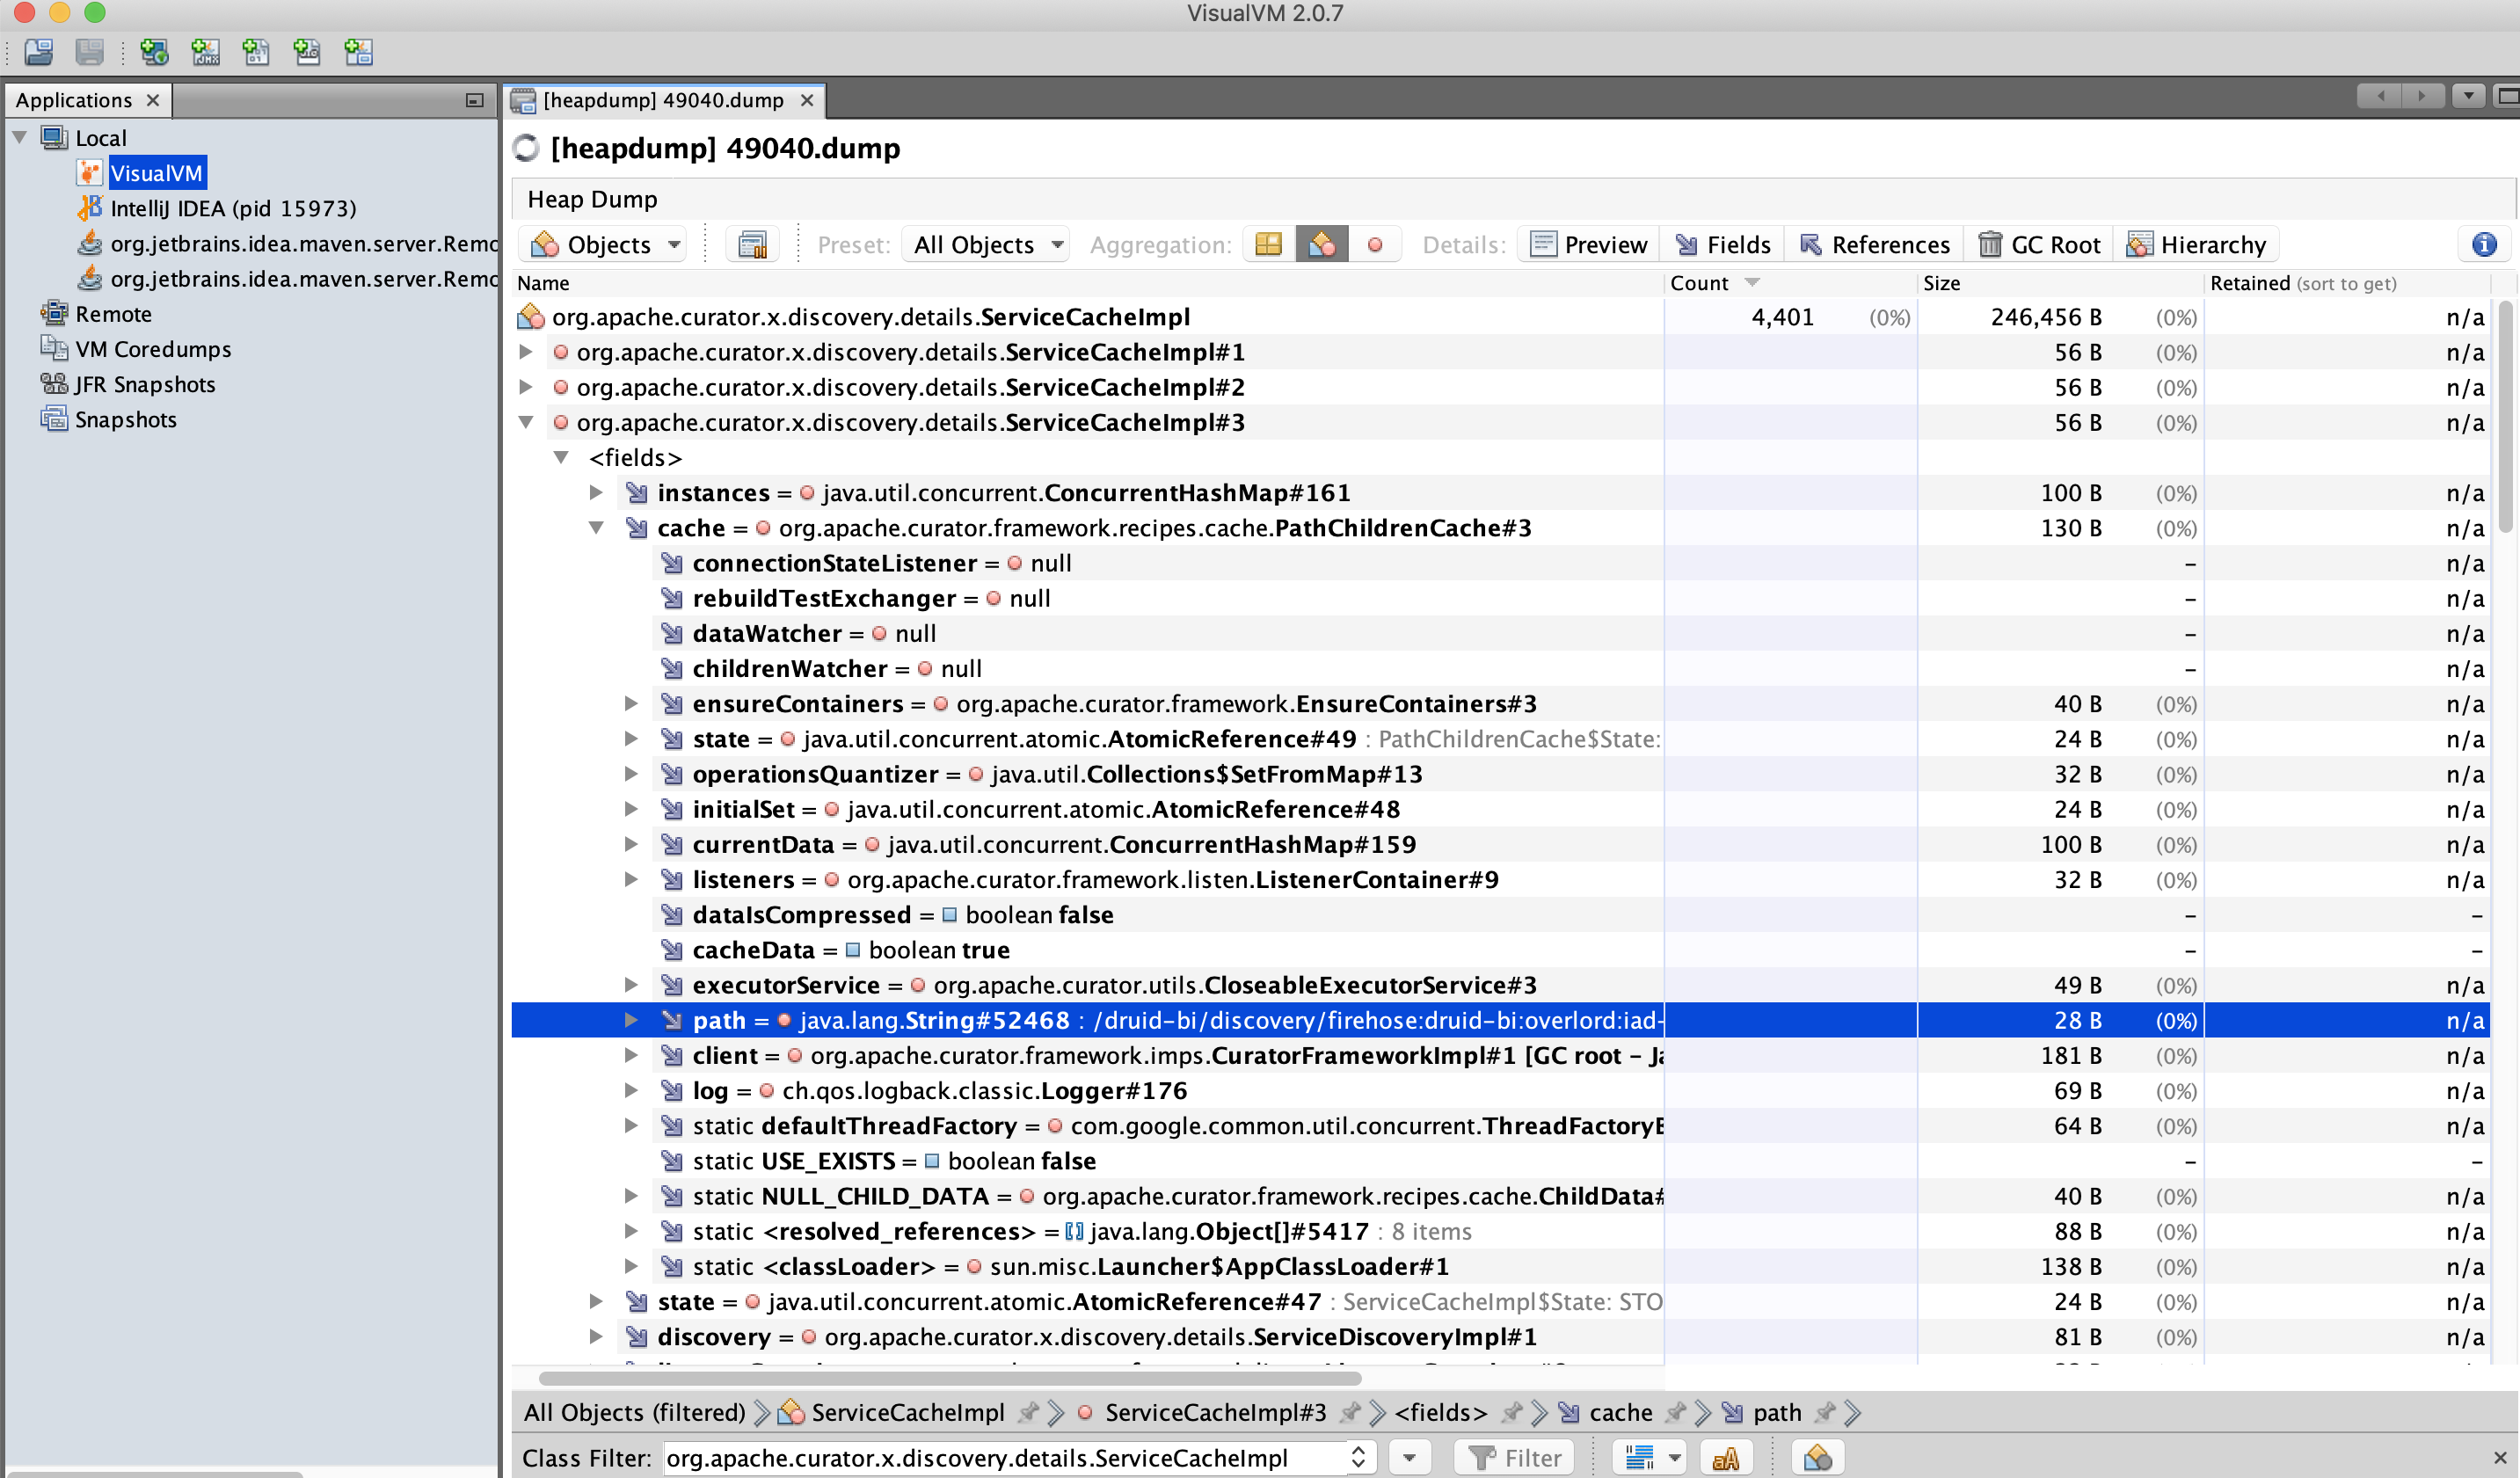 VisualVM 2.0.7
Applications
[heapdump] 49040.dump
Local
VisualVM
IntelliJ IDEA (pid 15973)
org.jetbrains.idea.maven.server.Remo
org.jetbrains.idea.maven.server.Remo
Remote
VM Coredumps
JFR Snapshots
Snapshots
[heapdump] 49040.dump
Heap Dump
Objects Preset: All Objects Aggregation: Details: Preview Fields References GC Root Hierarchy
Name Count Size Retained (sort to get)
org.apache.curator.x.discovery.details.ServiceCacheImpl 4,401 (0%) 246,456 B (0%) n/a
org.apache.curator.x.discovery.details.ServiceCacheImpl#1 56 B (0%) n/a
org.apache.curator.x.discovery.details.ServiceCacheImpl#2 56 B (0%) n/a
org.apache.curator.x.discovery.details.ServiceCacheImpl#3 56 B (0%) n/a
<fields>
instances = java.util.concurrent.ConcurrentHashMap#161 100 B (0%) n/a
cache = org.apache.curator.framework.recipes.cache.PathChildrenCache#3 130 B (0%) n/a
connectionStateListener = null – n/a
rebuildTestExchanger = null – n/a
dataWatcher = null – n/a
childrenWatcher = null – n/a
ensureContainers = org.apache.curator.framework.EnsureContainers#3 40 B (0%) n/a
state = java.util.concurrent.atomic.AtomicReference#49 : PathChildrenCache$State: 24 B (0%) n/a
operationsQuantizer = java.util.Collections$SetFromMap#13 32 B (0%) n/a
initialSet = java.util.concurrent.atomic.AtomicReference#48 24 B (0%) n/a
currentData = java.util.concurrent.ConcurrentHashMap#159 100 B (0%) n/a
listeners = org.apache.curator.framework.listen.ListenerContainer#9 32 B (0%) n/a
dataIsCompressed = boolean false – –
cacheData = boolean true – –
executorService = org.apache.curator.utils.CloseableExecutorService#3 49 B (0%) n/a
path = java.lang.String#52468 : /druid-bi/discovery/firehose:druid-bi:overlord:iad- 28 B (0%) n/a
client = org.apache.curator.framework.imps.CuratorFrameworkImpl#1 [GC root – Ja 181 B (0%) n/a
log = ch.qos.logback.classic.Logger#176 69 B (0%) n/a
static defaultThreadFactory = com.google.common.util.concurrent.ThreadFactoryB 64 B (0%) n/a
static USE_EXISTS = boolean false – –
static NULL_CHILD_DATA = org.apache.curator.framework.recipes.cache.ChildData# 40 B (0%) n/a
static <resolved_references> = java.lang.Object[]#5417 : 8 items 88 B (0%) n/a
static <classLoader> = sun.misc.Launcher$AppClassLoader#1 138 B (0%) n/a
state = java.util.concurrent.atomic.AtomicReference#47 : ServiceCacheImpl$State: STO 24 B (0%) n/a
discovery = org.apache.curator.x.discovery.details.ServiceDiscoveryImpl#1 81 B (0%) n/a
All Objects (filtered) ServiceCacheImpl ServiceCacheImpl#3 <fields> cache path
Class Filter: org.apache.curator.x.discovery.details.ServiceCacheImpl Filter